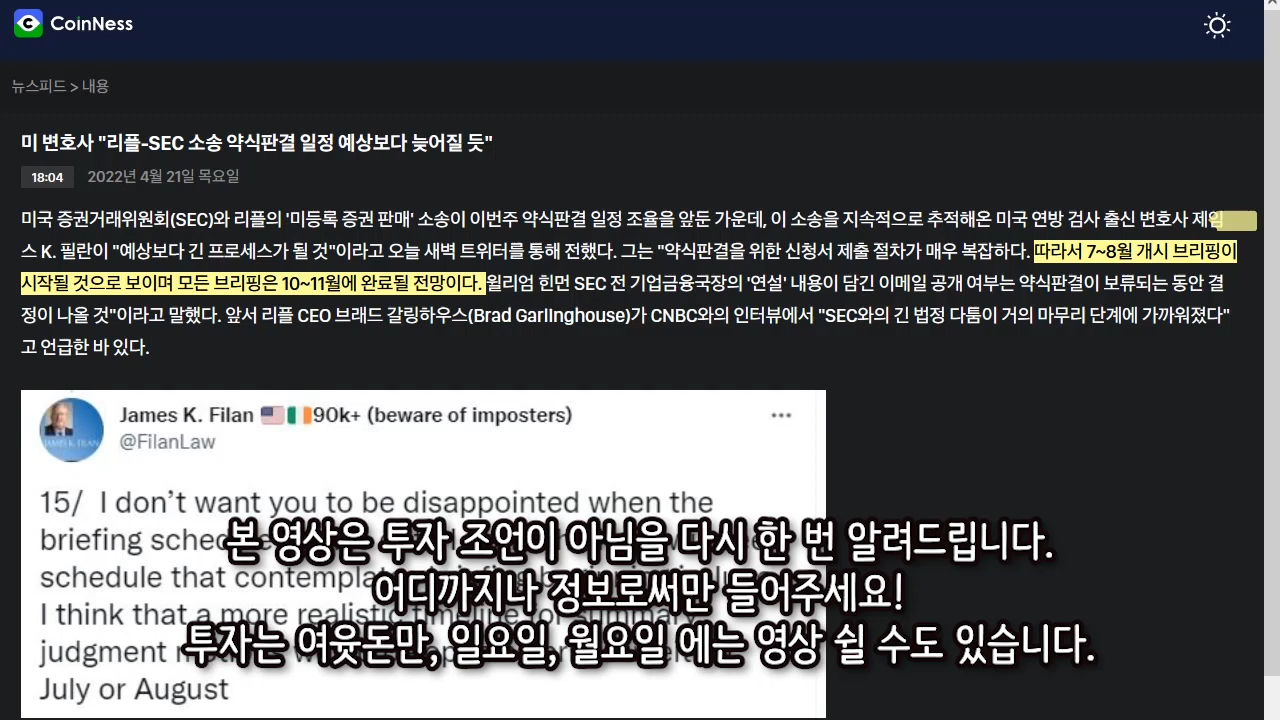 CoinNess
뉴스피드 > 내용
미 변호사 "리플-SEC 소송 약식판결 일정 예상보다 늦어질 듯"
18:04 2022년 4월 21일 목요일
미국 증권거래위원회(SEC)와 리플의 '미등록 증권 판매' 소송이 이번주 약식판결 일정 조율을 앞둔 가운데, 이 소송을 지속적으로 추적해온 미국 연방 검사 출신 변호사 제임
스 K. 필란이 "예상보다 긴 프로세스가 될 것"이라고 오늘 새벽 트위터를 통해 전했다. 그는 "약식판결을 위한 신청서 제출 절차가 매우 복잡하다. 따라서 7~8월 개시 브리핑이
시작될 것으로 보이며 모든 브리핑은 10~11월에 완료될 전망이다. 윌리엄 힌먼 SEC 전 기업금융국장의 '연설' 내용이 담긴 이메일 공개 여부는 약식판결이 보류되는 동안 결
정이 나올 것"이라고 말했다. 앞서 리플 CEO 브래드 갈링하우스(Brad Garlinghouse)가 CNBC와의 인터뷰에서 "SEC와의 긴 법정 다툼이 거의 마무리 단계에 가까워졌다"
고 언급한 바 있다.
James K. Filan 🇺🇸🇮🇪90k+ (beware of imposters)
@FilanLaw
15/ I don't want you to be disappointed when the
briefing
schedule that
I think that a more realistic timeline for summary
judgment
July or August
본 영상은 투자 조언이 아님을 다시 한 번 알려드립니다.
어디까지나 정보로써만 들어주세요!
투자는 여윳돈만, 일요일, 월요일 에는 영상 쉴 수도 있습니다.